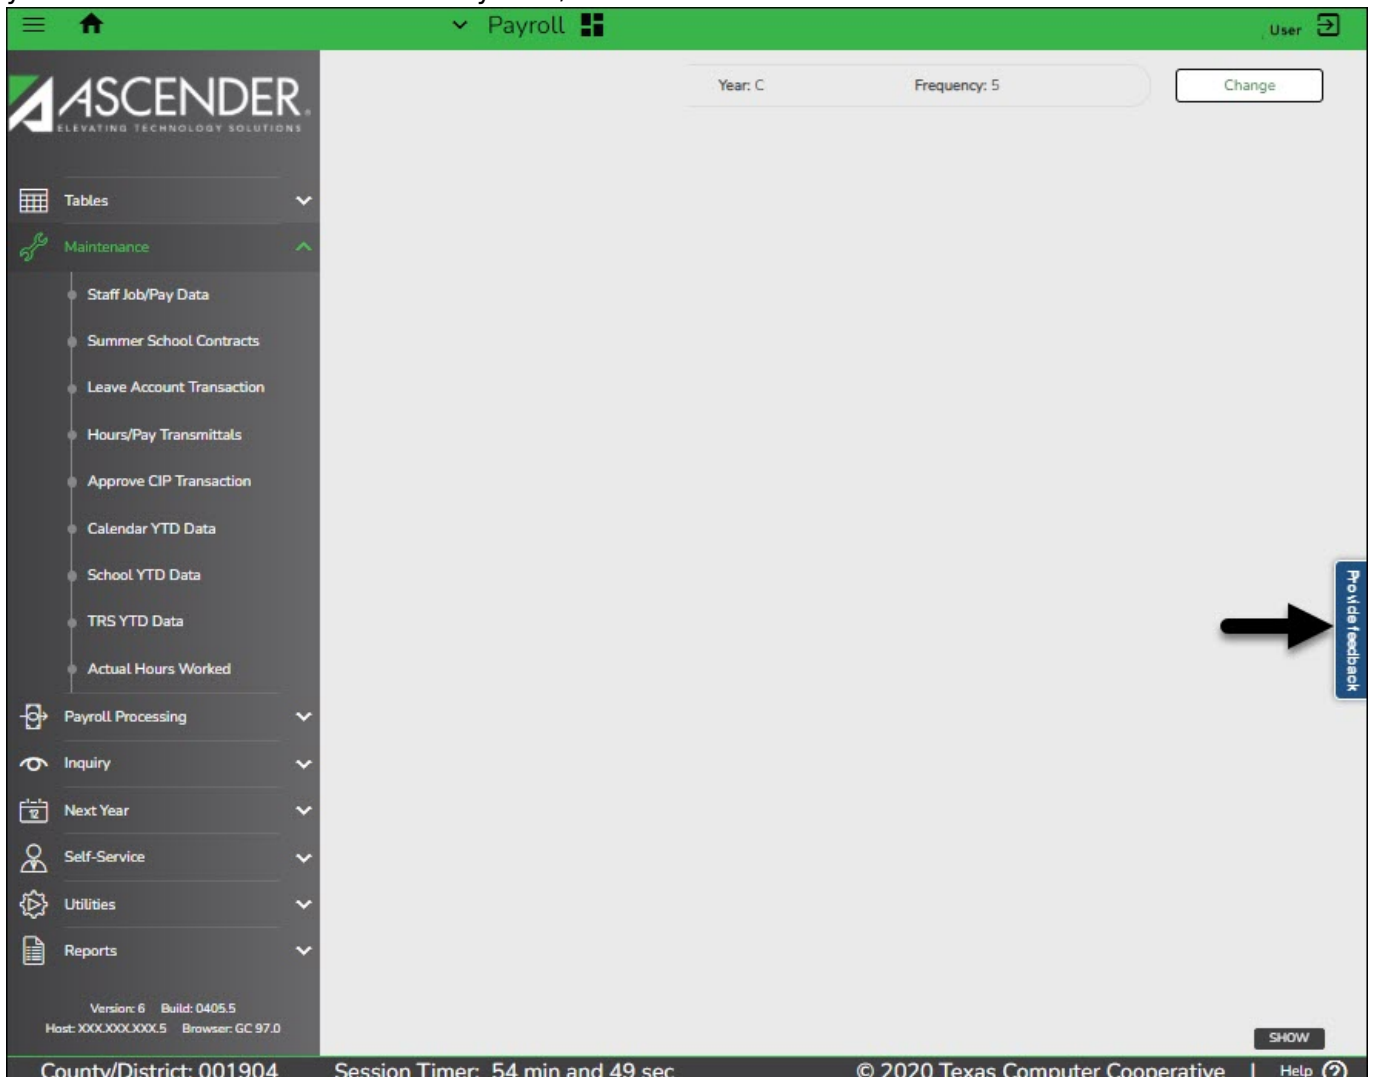 Payroll
User
ASCENDER
ELEVATING TECHNOLOGY SOLUTIONS
Year: C Frequency: 5 Change
Tables
Maintenance
Staff Job/Pay Data
Summer School Contracts
Leave Account Transaction
Hours/Pay Transmittals
Approve CIP Transaction
Calendar YTD Data
School YTD Data
TRS YTD Data
Actual Hours Worked
Payroll Processing
Inquiry
Next Year
Self-Service
Utilities
Reports
Provide feedback
Version: 6 Build: 0405.5
Host: XXX.XXX.XXX.5 Browser: GC 97.0
SHOW
County/District: 001904 Session Timer: 54 min and 49 sec © 2020 Texas Computer Cooperative | Help ?